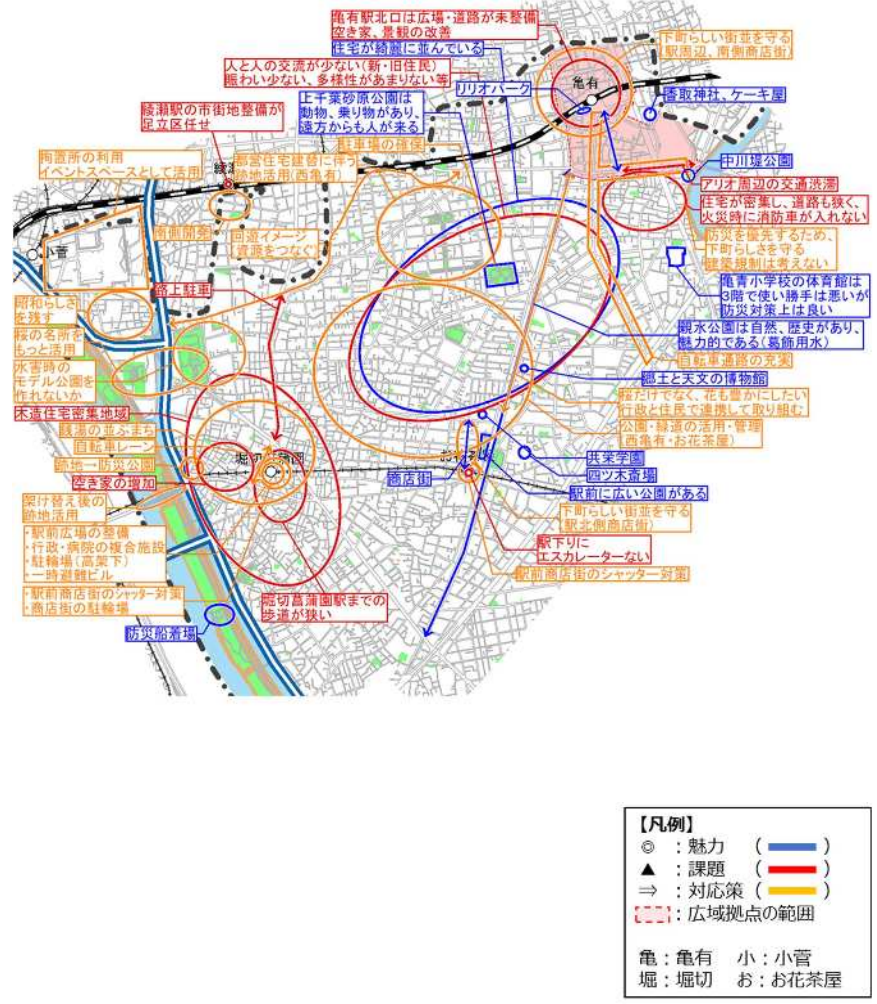 亀有駅北口は広場・道路が未整備
空き家、景観の改善
下町らしい街並を守る
(駅周辺、南側商店街)
住宅が綺麗に並んでいる
人と人の交流が少ない(新・旧住民)
賑わい少ない、多様性があまりない等
亀有
リリオパーク
香取神社、ケーキ屋
上千葉砂原公園は
動物、乗り物があり、
遠方からも人が来る
綾瀬駅の市街地整備が
足立区任せ
駐車場の確保
拘置所の利用
イベントスペースとして活用
都営住宅建替に伴う
跡地活用(西亀有)
中川堤公園
アリオ周辺の交通渋滞
住宅が密集し、道路も狭く、
火災時に消防車が入れない
南側開発
回遊イメージ
資源をつなぐ
小菅
防災を優先するため、
下町らしさを守る
建築規制は考えない
路上駐車
亀青小学校の体育館は
3階で使い勝手は悪いが
防災対策上は良い
昭和らしさ
を残す
桜の名所を
もっと活用
親水公園は自然、歴史があり、
魅力的である(葛飾用水)
水害時の
モデル公園を
作れないか
自転車通路の充実
郷土と天文の博物館
木造住宅密集地域
桜だけでなく、花も豊かにしたい
行政と住民で連携して取り組む
銭湯の並ぶまち
公園・緑道の活用・管理
(西亀有・お花茶屋)
自転車レーン
跡地→防災公園
空き家の増加
商店街
共栄学園
四ツ木斎場
駅前に広い公園がある
架け替え後の
跡地活用
下町らしい街並を守る
(駅北側商店街)
・駅前広場の整備
・行政・病院の複合施設
・駐輪場(高架下)
・一時避難ビル
駅下りに
エスカレーターない
駅前商店街のシャッター対策
・駅前商店街のシャッター対策
・商店街の駐輪場
堀切菖蒲園駅までの
歩道が狭い
防災船着場
【凡例】
◎ :魅力 ( )
▲ :課題 ( )
⇒ :対応策 ( )
:広域拠点の範囲
亀:亀有 小:小菅
堀:堀切 お:お花茶屋